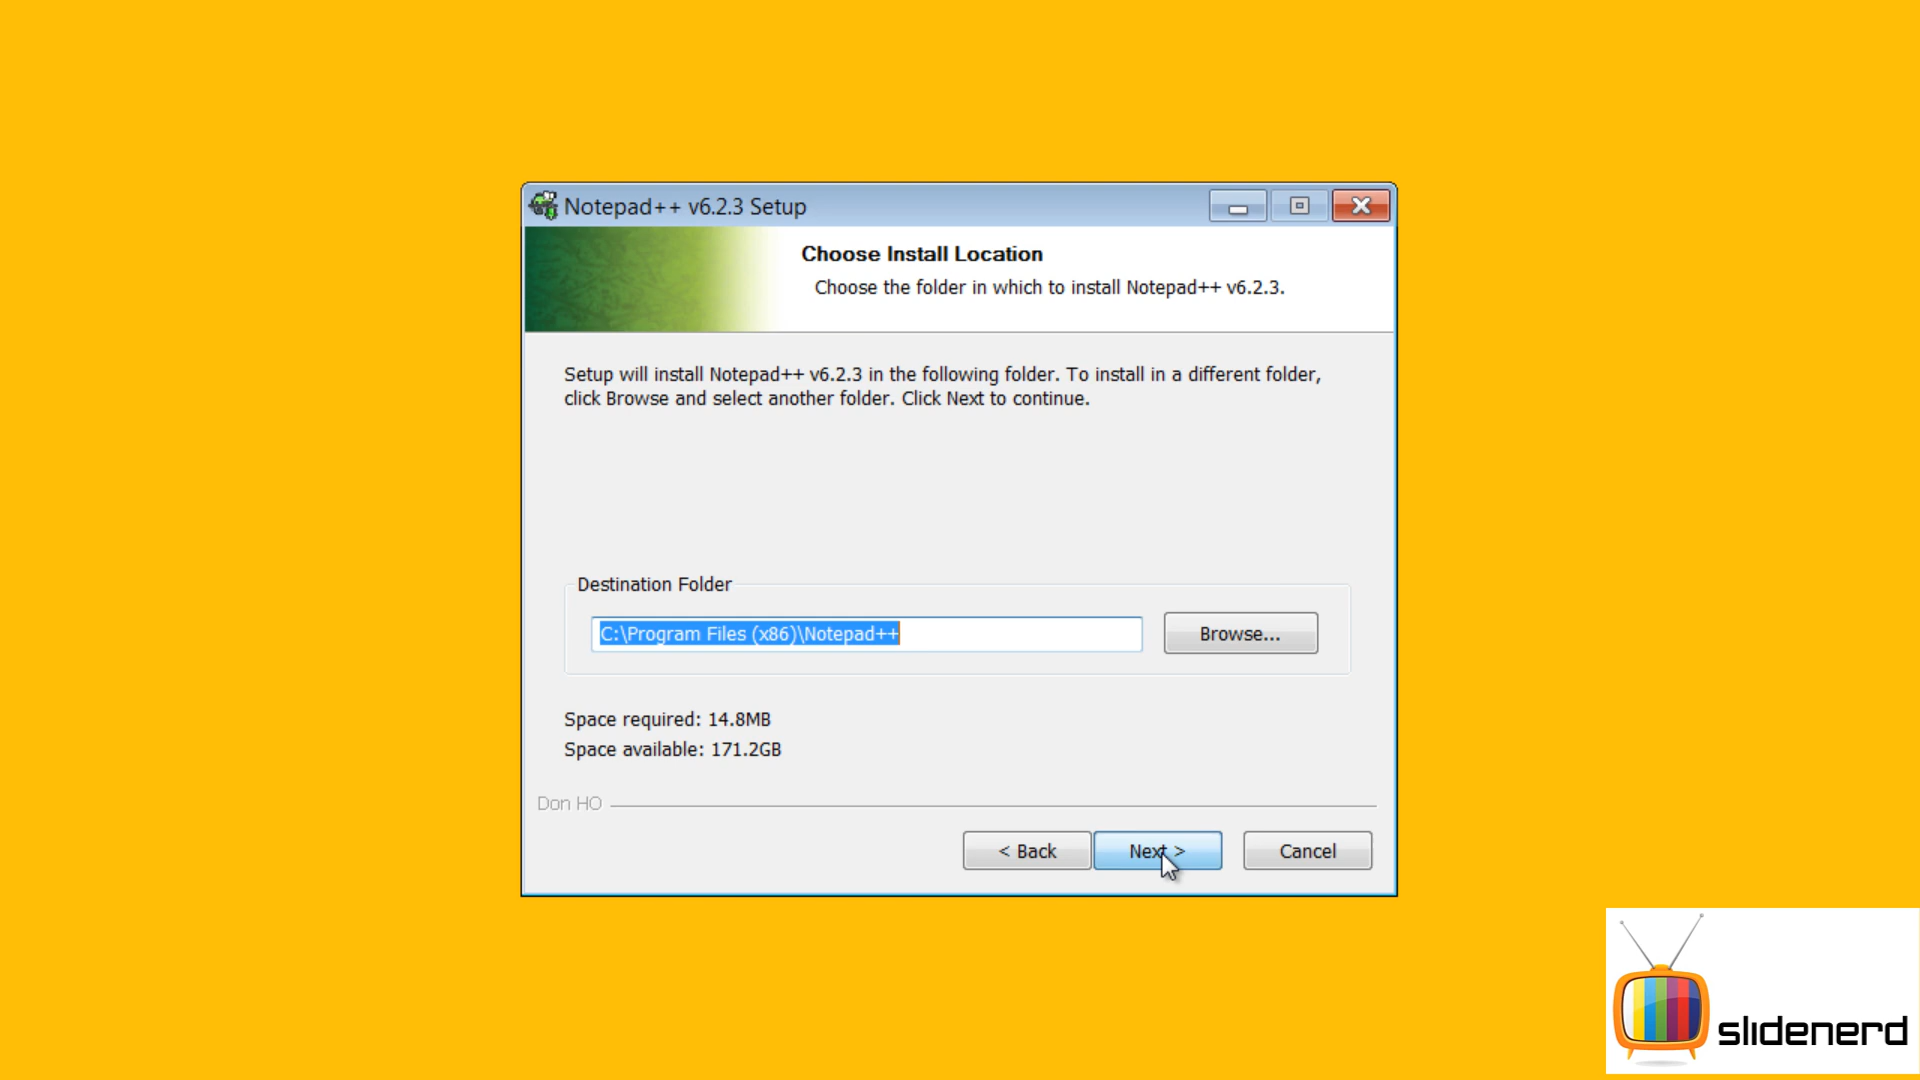 Notepad++ v6.2.3 Setup
Choose Install Location
Choose the folder in which to install Notepad++ v6.2.3.
Setup will install Notepad++ v6.2.3 in the following folder. To install in a different folder,
click Browse and select another folder. Click Next to continue.
Destination Folder
C:\Program Files (x86)\Notepad++
Browse...
Space required: 14.8MB
Space available: 171.2GB
Don HO
< Back
Next >
Cancel
slidenerd